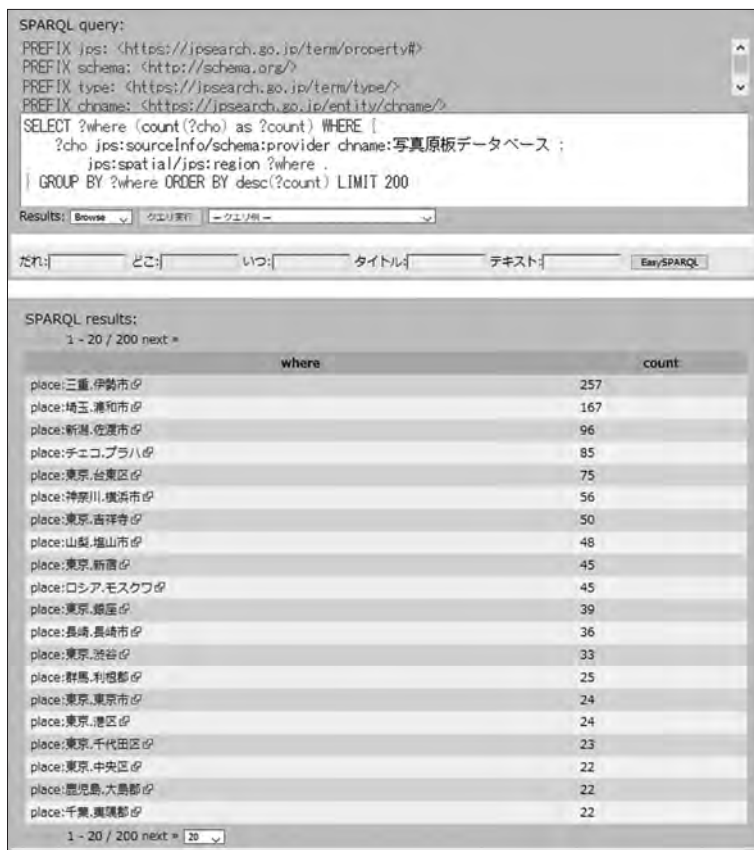 SPARQL query:
PREFIX jps: <https://jpsearch.go.jp/term/property#>
PREFIX schema: <http://schema.org/>
PREFIX type: <https://jpsearch.go.jp/term/type/>
PREFIX chname: <https://jpsearch.go.jp/entity/chname/>
SELECT ?where (count(?cho) as ?count) WHERE {
?cho jps:sourceInfo/schema:provider chname:写真原板データベース ;
jps:spatial/jps:region ?where .
} GROUP BY ?where ORDER BY desc(?count) LIMIT 200
Results: Browse クエリ実行 — クエリ例 —
だれ: どこ: いつ: タイトル: テキスト: EasySPARQL
SPARQL results:
1 - 20 / 200 next »
where count
place:三重.伊勢市 257
place:埼玉.浦和市 167
place:新潟.佐渡市 96
place:チェコ.プラハ 85
place:東京.台東区 75
place:神奈川.横浜市 56
place:東京.吉祥寺 50
place:山梨.塩山市 48
place:東京.新宿 45
place:ロシア.モスクワ 45
place:東京.銀座 39
place:長崎.長崎市 36
place:東京.渋谷 33
place:群馬.利根郡 25
place:東京.東京市 24
place:東京.港区 24
place:東京.千代田区 23
place:東京.中央区 22
place:鹿児島.大島郡 22
place:千葉.夷隅郡 22
1 - 20 / 200 next » 20